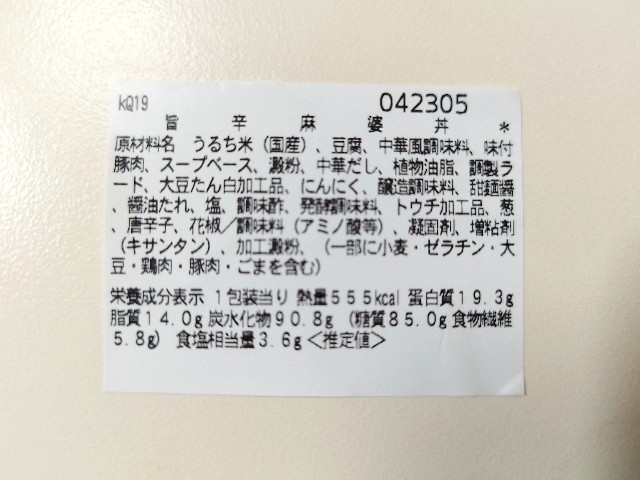 kQ19 042305
旨辛麻婆丼 *
原材料名 うるち米(国産)、豆腐、中華風調味料、味付
豚肉、スープベース、澱粉、中華だし、植物油脂、調製ラ
ード、大豆たん白加工品、にんにく、醸造調味料、甜麺醤
、醤油たれ、塩、調味酢、発酵調味料、トウチ加工品、葱
、唐辛子、花椒/調味料(アミノ酸等)、凝固剤、増粘剤
(キサンタン)、加工澱粉、(一部に小麦・ゼラチン・大
豆・鶏肉・豚肉・ごまを含む)
栄養成分表示 1包装当り 熱量555kcal 蛋白質19.3g
脂質14.0g 炭水化物90.8g (糖質85.0g 食物繊維
5.8g) 食塩相当量3.6g<推定値>